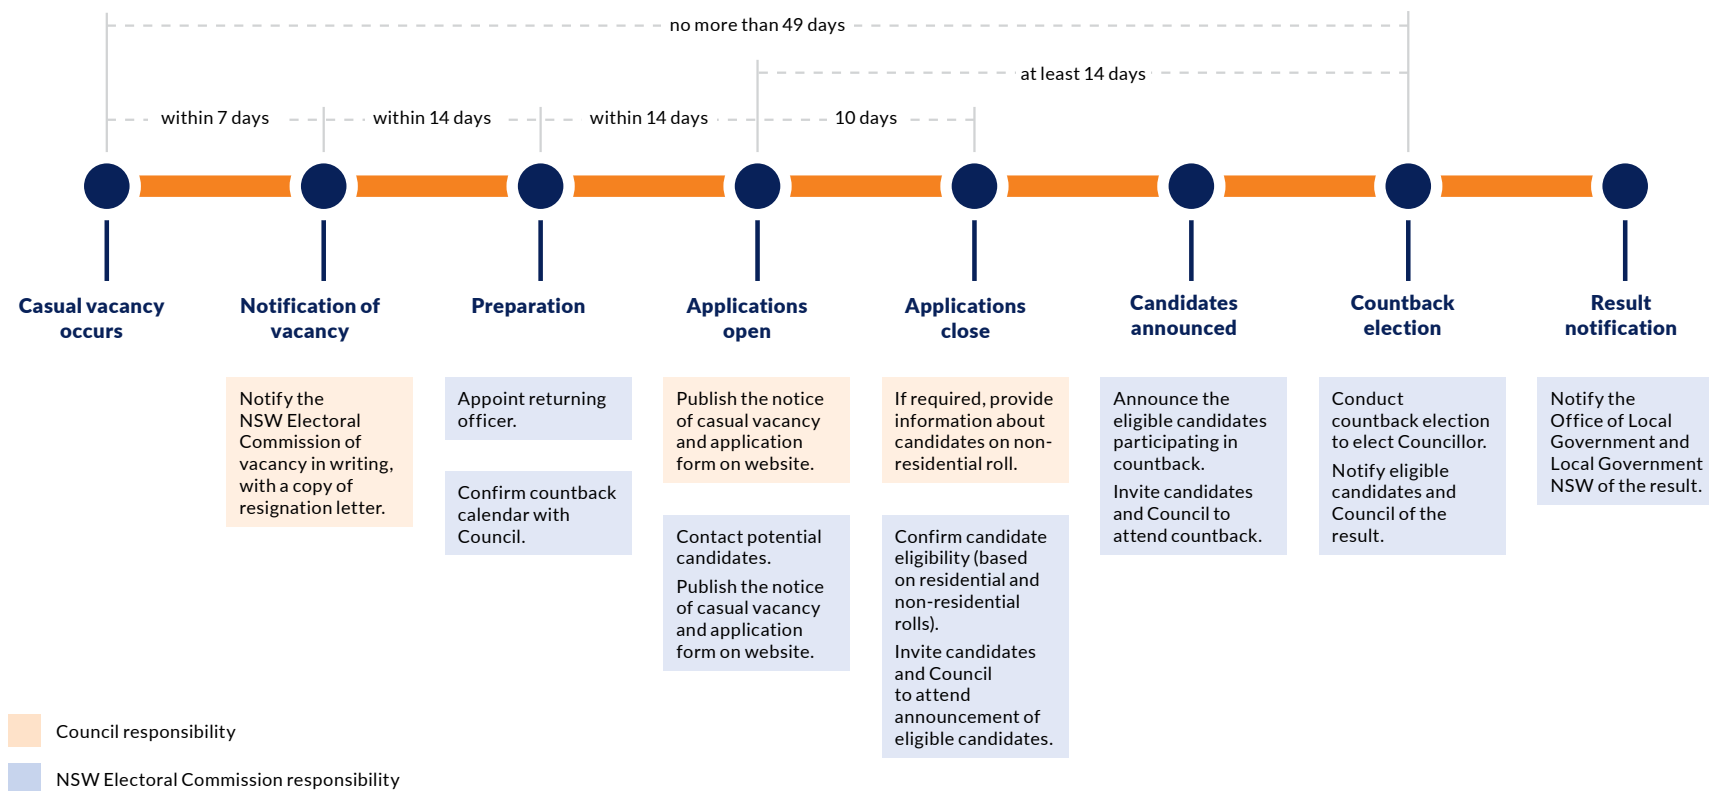 no more than 49 days
at least 14 days
within 7 days
within 14 days
within 14 days
10 days
Casual vacancy
occurs
Notification of
vacancy
Notify the
NSW Electoral
Commission of
vacancy in writing,
with a copy of
resignation letter.
Preparation
Appoint returning
officer.
Confirm countback
calendar with
Council.
Applications
open
Publish the notice
of casual vacancy
and application
form on website.
Contact potential
candidates.
Publish the notice
of casual vacancy
and application
form on website.
Applications
close
If required, provide
information about
candidates on non-
residential roll.
Confirm candidate
eligibility (based
on residential and
non-residential
rolls).
Invite candidates
and Council
to attend
announcement of
eligible candidates.
Candidates
announced
Announce the
eligible candidates
participating in
countback.
Invite candidates
and Council to
attend countback.
Countback
election
Conduct
countback election
to elect Councillor.
Notify eligible
candidates and
Council of the
result.
Result
notification
Notify the
Office of Local
Government and
Local Government
NSW of the result.
Council responsibility
NSW Electoral Commission responsibility